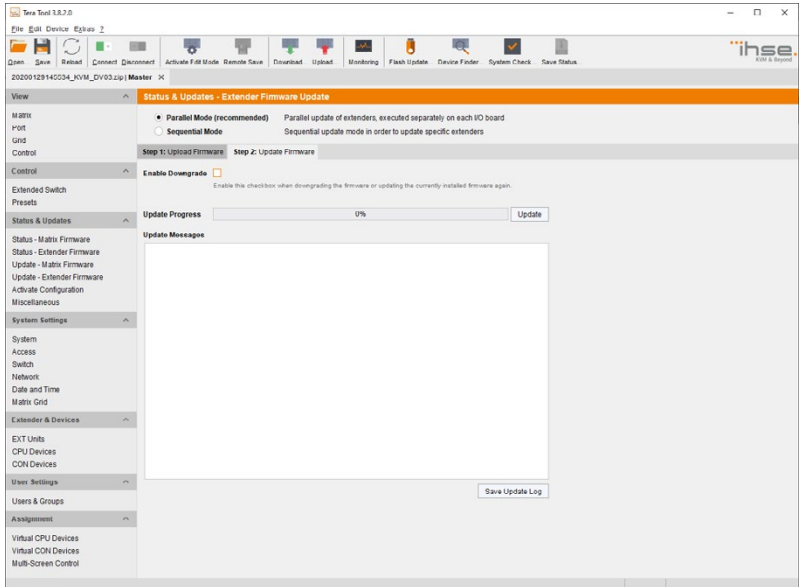 Tera Tool 3.8.2.0
File Edit Device Extras ?
Open... Save Reload Connect Disconnect Activate Edit Mode Remote Save Download... Upload... Monitoring Flash Update... Device Finder... System Check... Save Status...
ihse.
KVM & Beyond
20200129145534_KVM_DV03.zip | Master
View
Matrix
Port
Grid
Control
Control
Extended Switch
Presets
Status & Updates
Status - Matrix Firmware
Status - Extender Firmware
Update - Matrix Firmware
Update - Extender Firmware
Activate Configuration
Miscellaneous
System Settings
System
Access
Switch
Network
Date and Time
Matrix Grid
Extender & Devices
EXT Units
CPU Devices
CON Devices
User Settings
Users & Groups
Assignment
Virtual CPU Devices
Virtual CON Devices
Multi-Screen Control
Status & Updates - Extender Firmware Update
Parallel Mode (recommended) Parallel update of extenders, executed separately on each I/O board
Sequential Mode Sequential update mode in order to update specific extenders
Step 1: Upload Firmware Step 2: Update Firmware
Enable Downgrade
Enable this checkbox when downgrading the firmware or updating the currently installed firmware again.
Update Progress 0% Update
Update Messages
Save Update Log